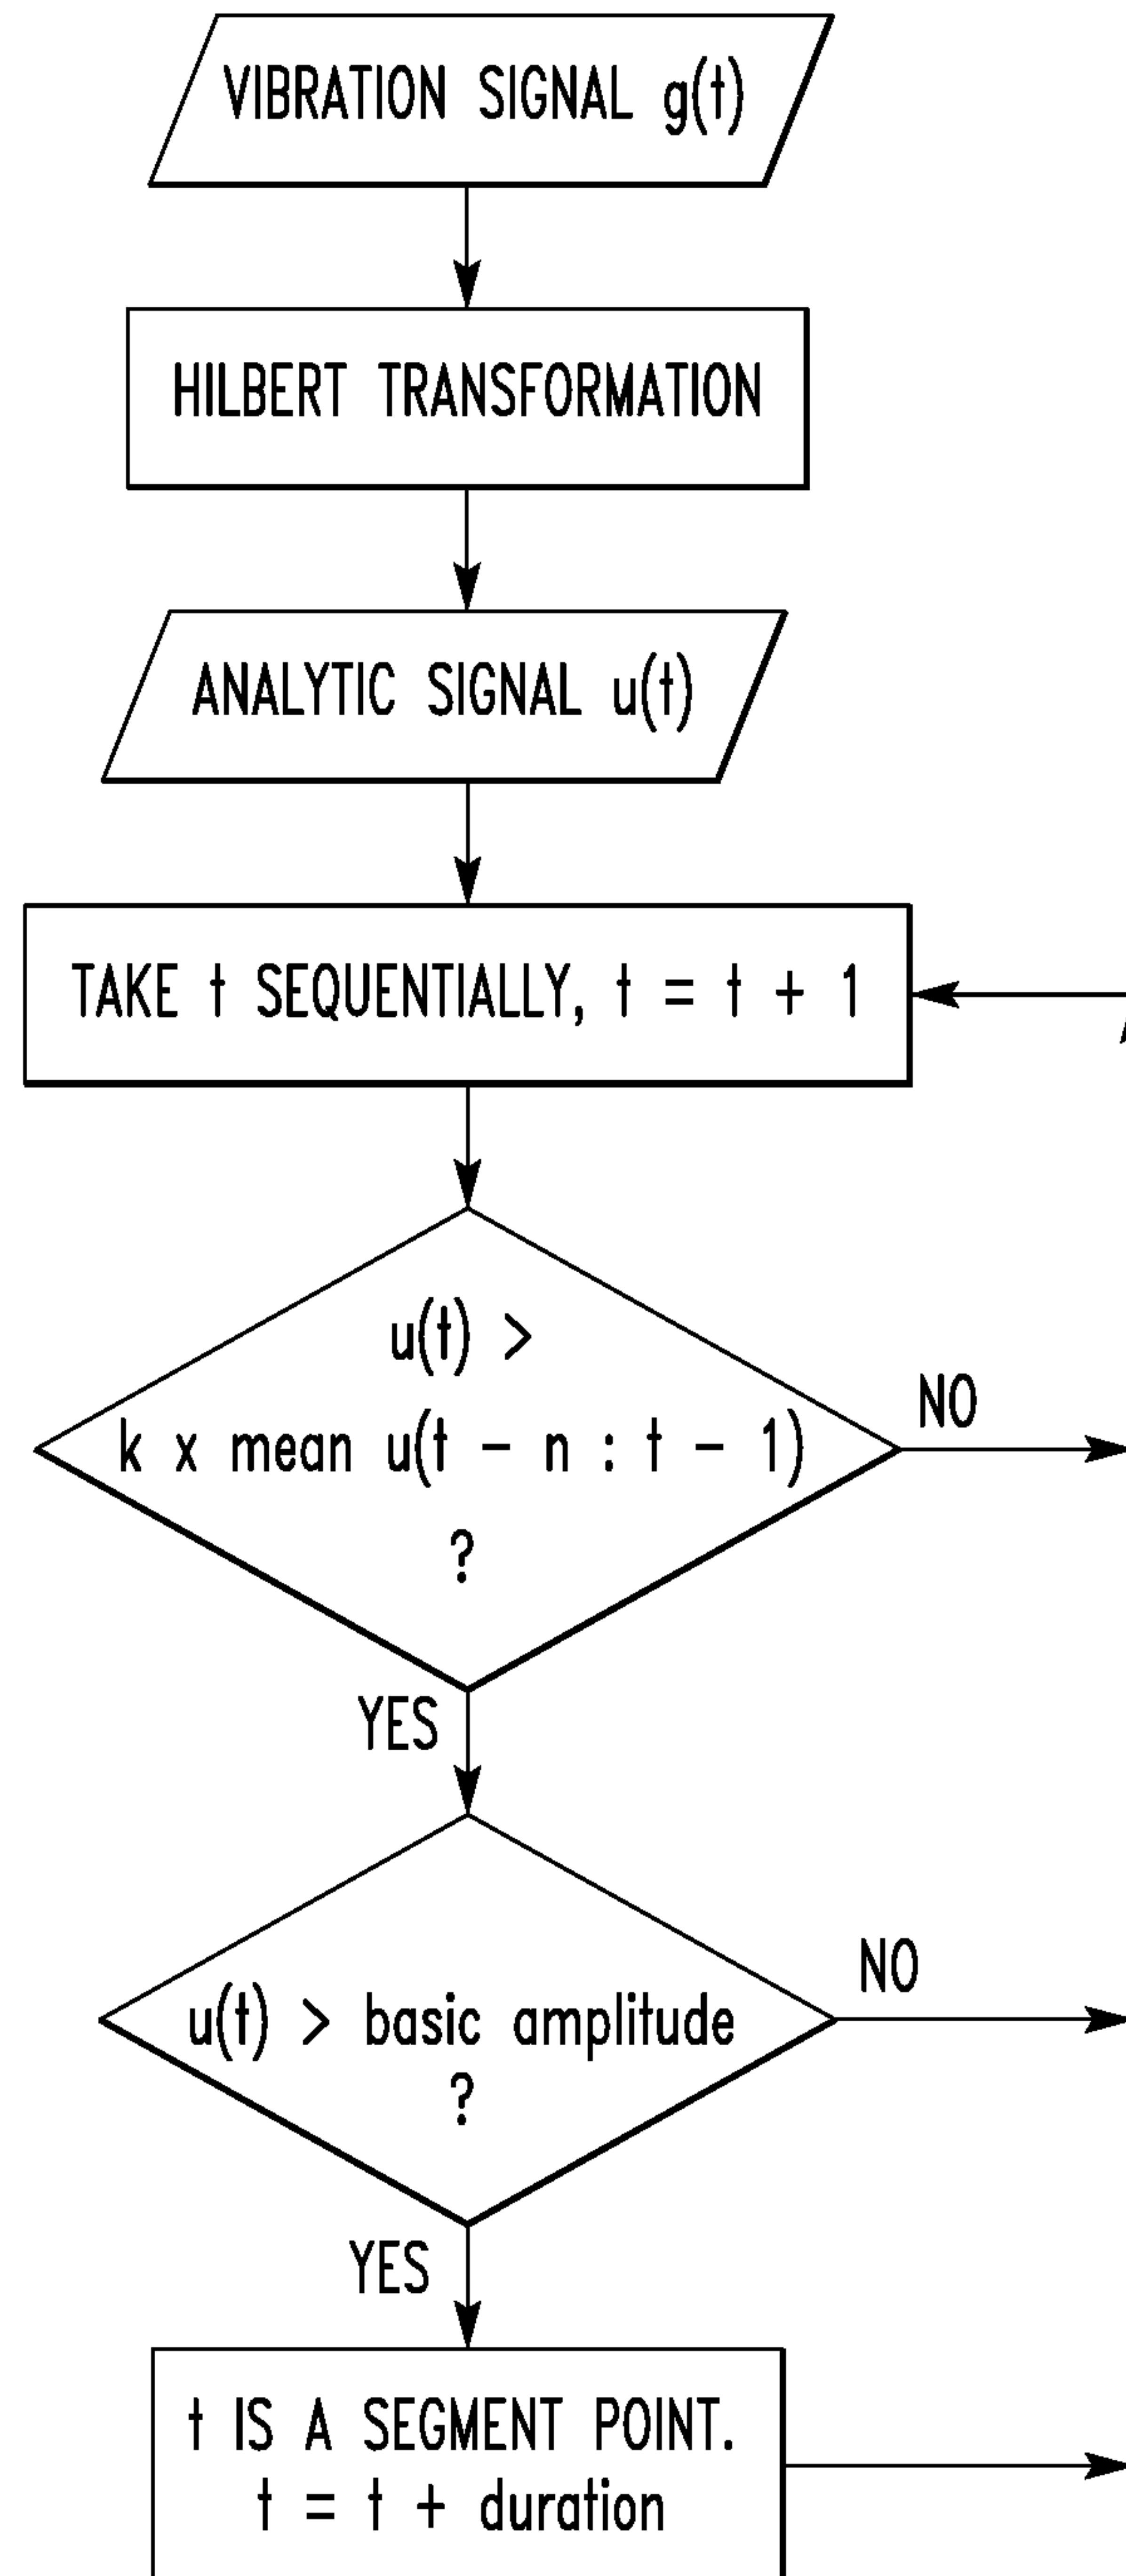 VIBRATION SIGNAL g(t)
HILBERT TRANSFORMATION
ANALYTIC SIGNAL u(t)
TAKE t SEQUENTIALLY, t = t + 1
u(t) >
k x mean u(t - n : t - 1)
?
NO
YES
u(t) > basic amplitude
?
NO
YES
t IS A SEGMENT POINT.
t = t + duration